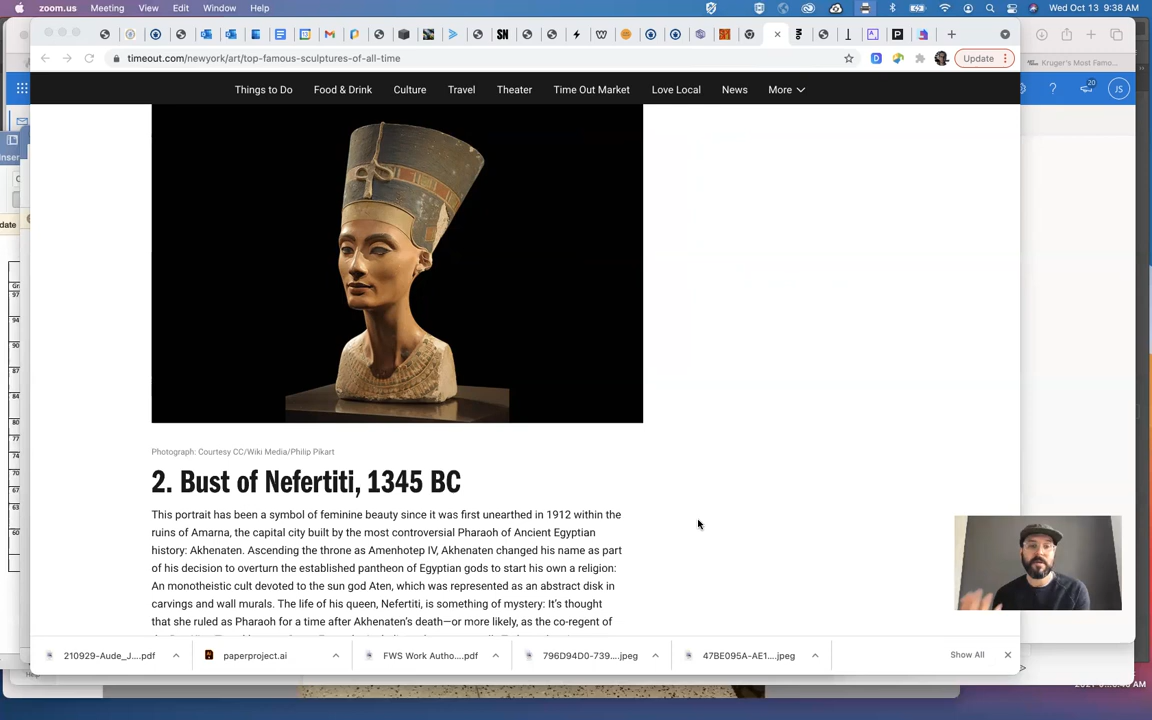 zoom.us Meeting View Edit Window Help
Wed Oct 13 9:38 AM
timeout.com/newyork/art/top-famous-sculptures-of-all-time
Update
Kruger's Most Famo...
Things to Do Food & Drink Culture Travel Theater Time Out Market Love Local News More
20
JS
Inser
date
Photograph: Courtesy CC/Wiki Media/Philip Pikart
2. Bust of Nefertiti, 1345 BC
This portrait has been a symbol of feminine beauty since it was first unearthed in 1912 within the
ruins of Amarna, the capital city built by the most controversial Pharaoh of Ancient Egyptian
history: Akhenaten. Ascending the throne as Amenhotep IV, Akhenaten changed his name as part
of his decision to overturn the established pantheon of Egyptian gods to start his own a religion:
An monotheistic cult devoted to the sun god Aten, which was represented as an abstract disk in
carvings and wall murals. The life of his queen, Nefertiti, is something of mystery: It's thought
that she ruled as Pharaoh for a time after Akhenaten's death—or more likely, as the co-regent of
210929-Aude_J....pdf paperproject.ai FWS Work Autho....pdf 796D94D0-739....jpeg 47BE095A-AE1....jpeg Show All